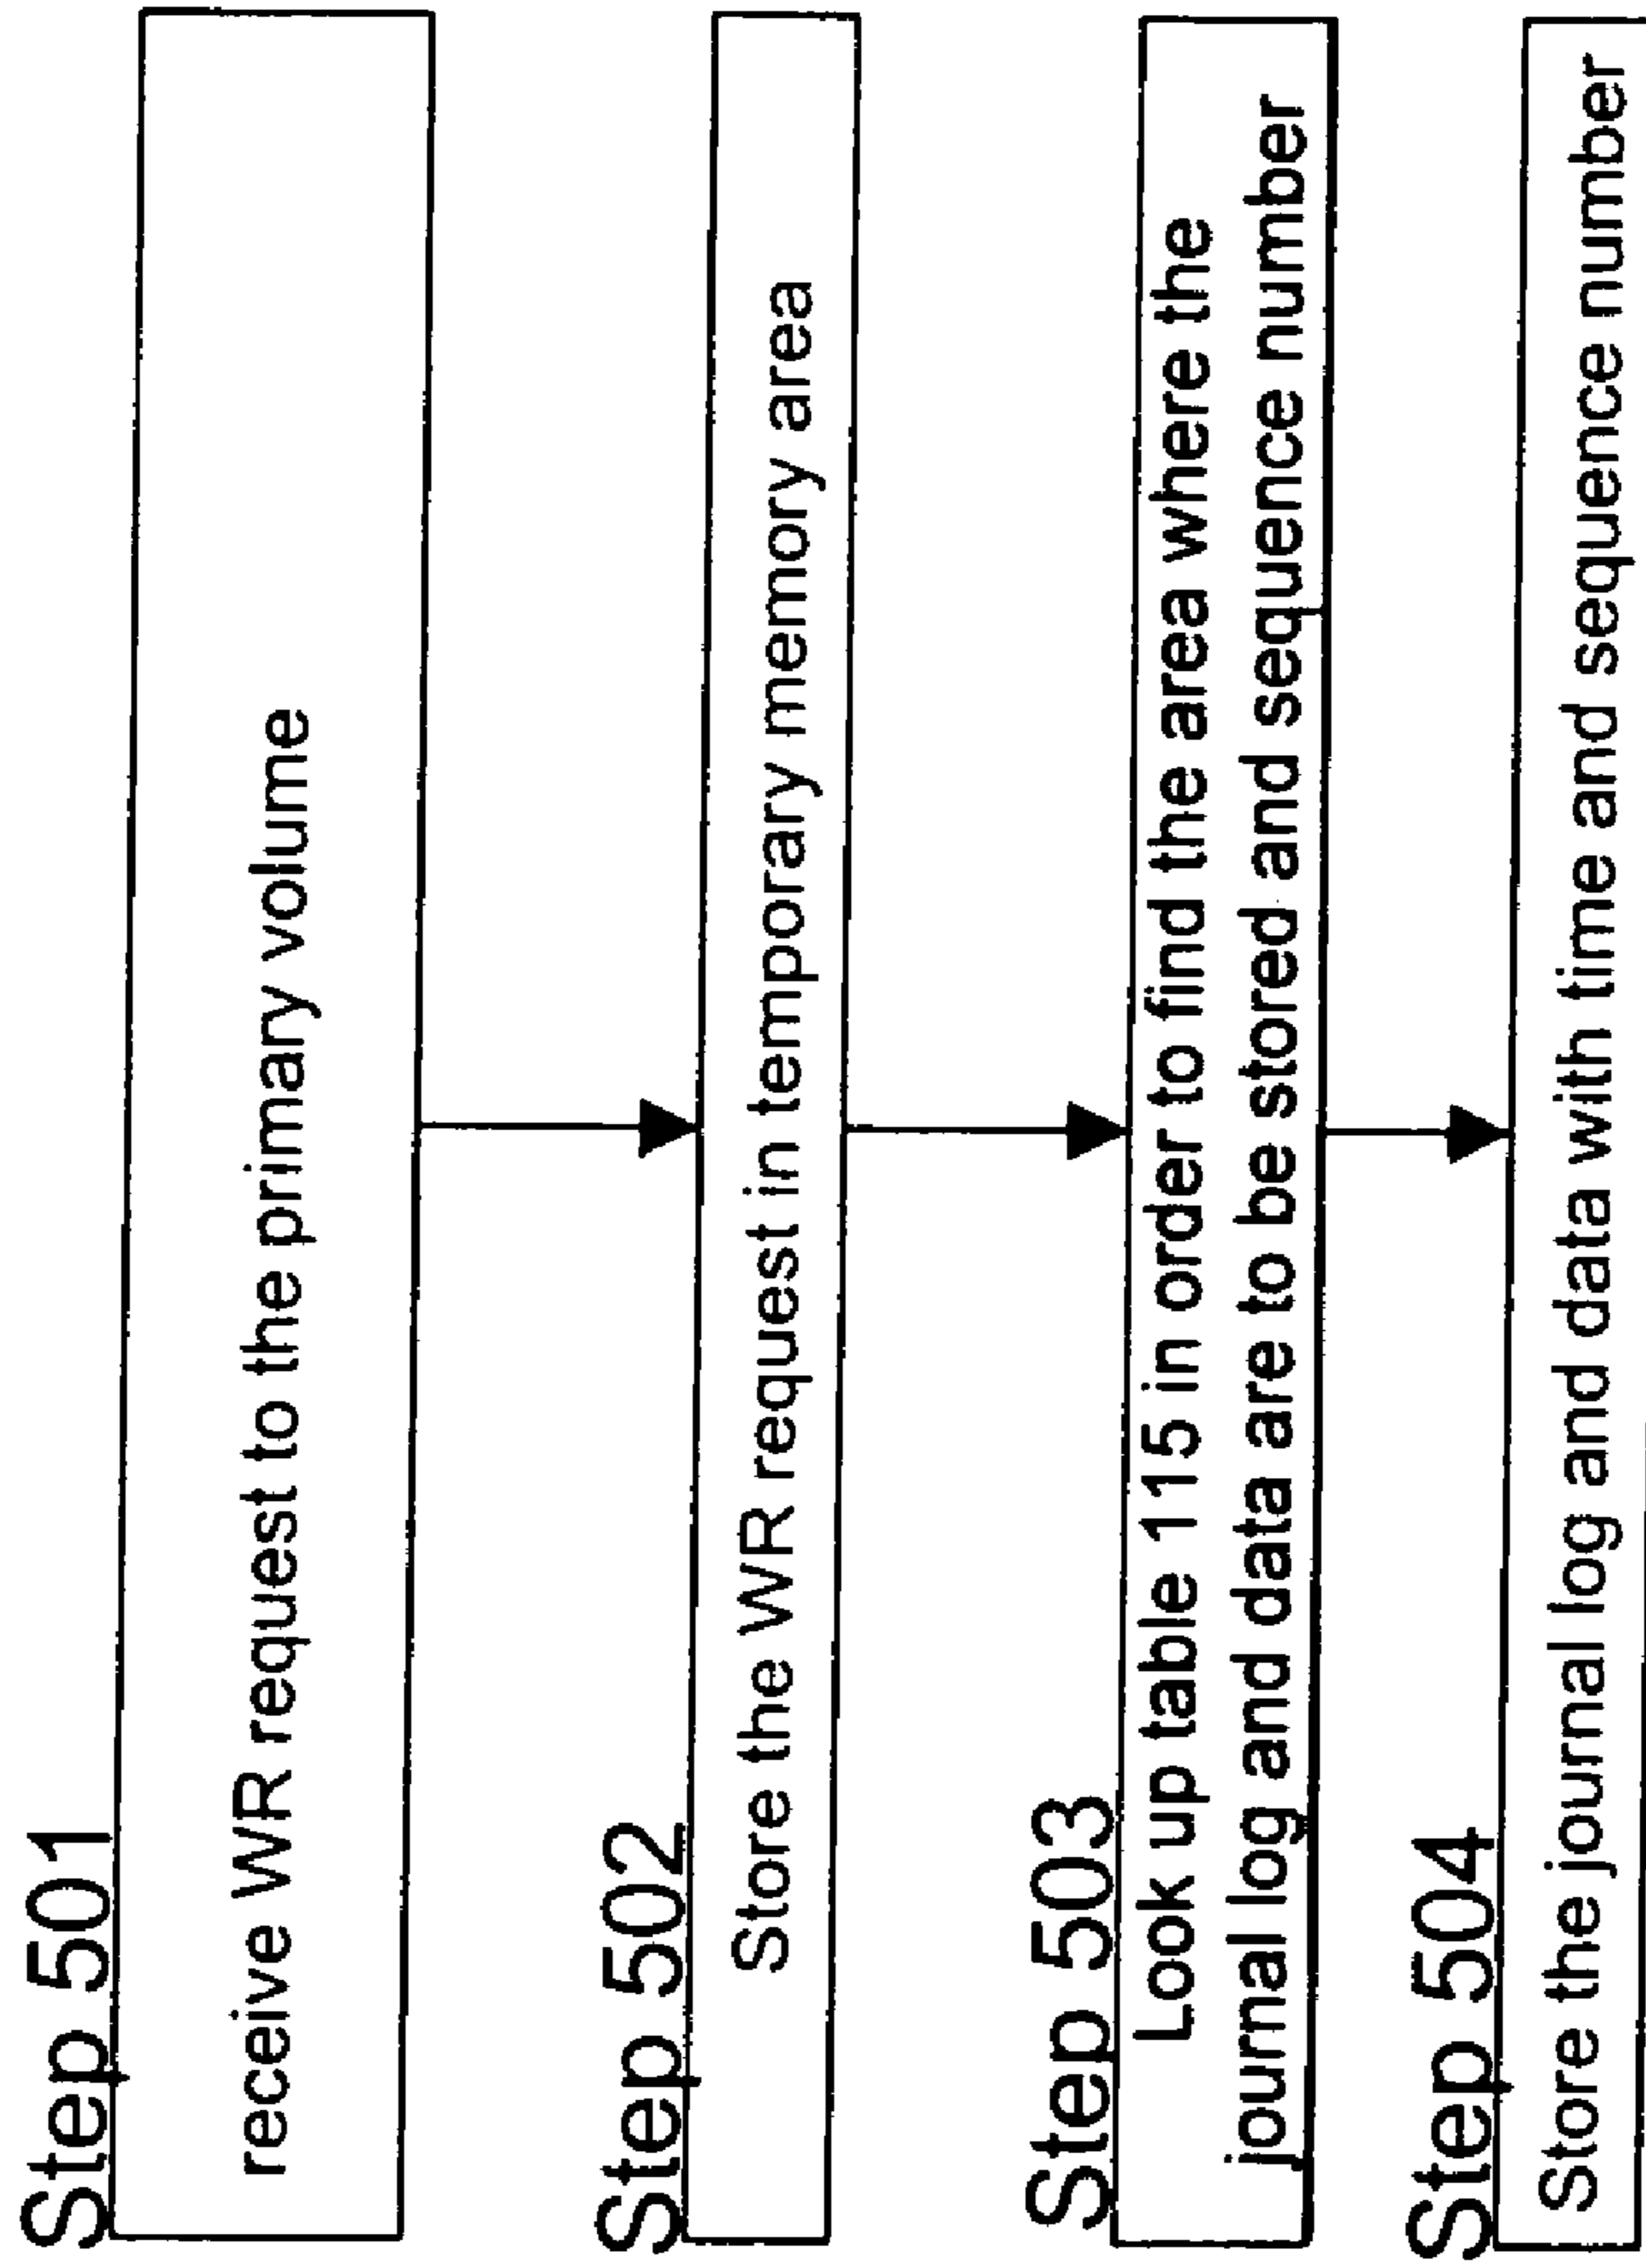 Step 501
receive WR request to the primary volume
Step 502
Store the WR request in temporary memory area
Step 503
Look up table 115 in order to find the area where the
journal log and data are to be stored and sequence number
Step 504
Store the journal log and data with time and sequence number